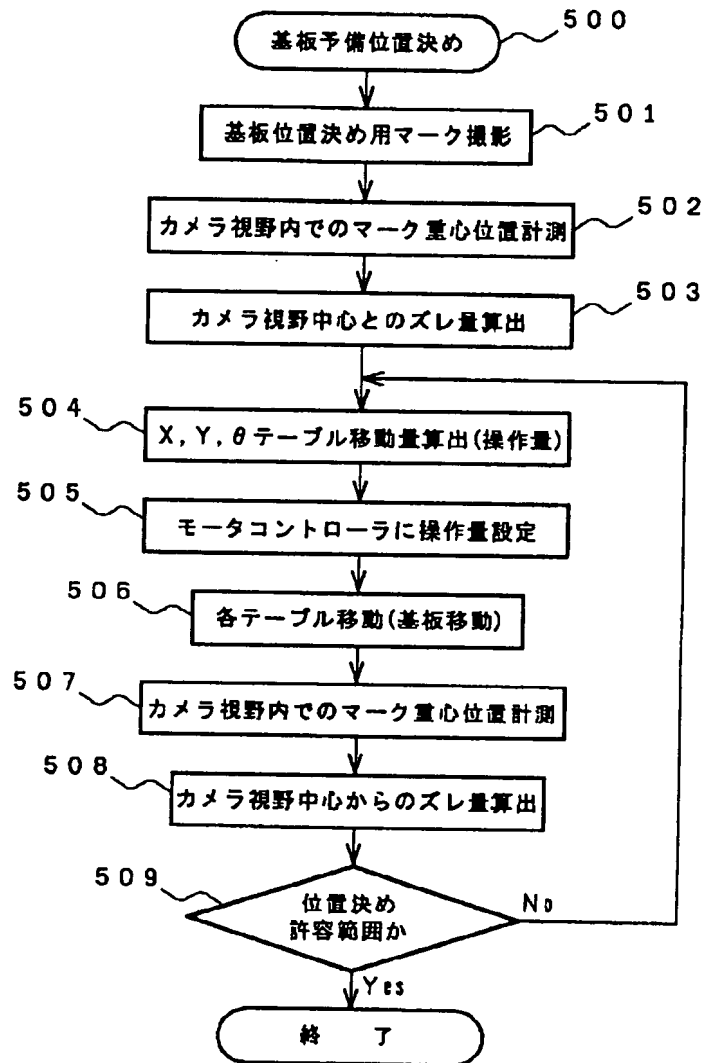 基板予備位置決め
500
基板位置決め用マーク撮影
501
カメラ視野内でのマーク重心位置計測
502
カメラ視野中心とのズレ量算出
503
504
X,Y,θテーブル移動量算出(操作量)
505
モータコントローラに操作量設定
506
各テーブル移動(基板移動)
507
カメラ視野内でのマーク重心位置計測
508
カメラ視野中心からのズレ量算出
509
位置決め
許容範囲か
No
Yes
終了